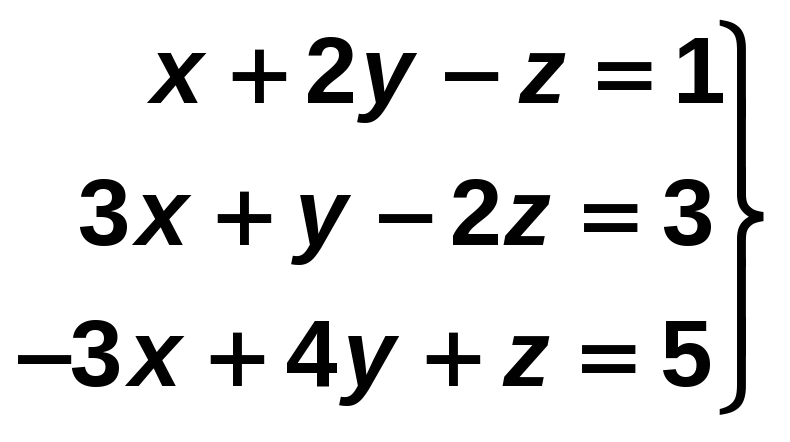 x + 2y − z = 1
3x + y − 2z = 3
−3x + 4y + z = 5